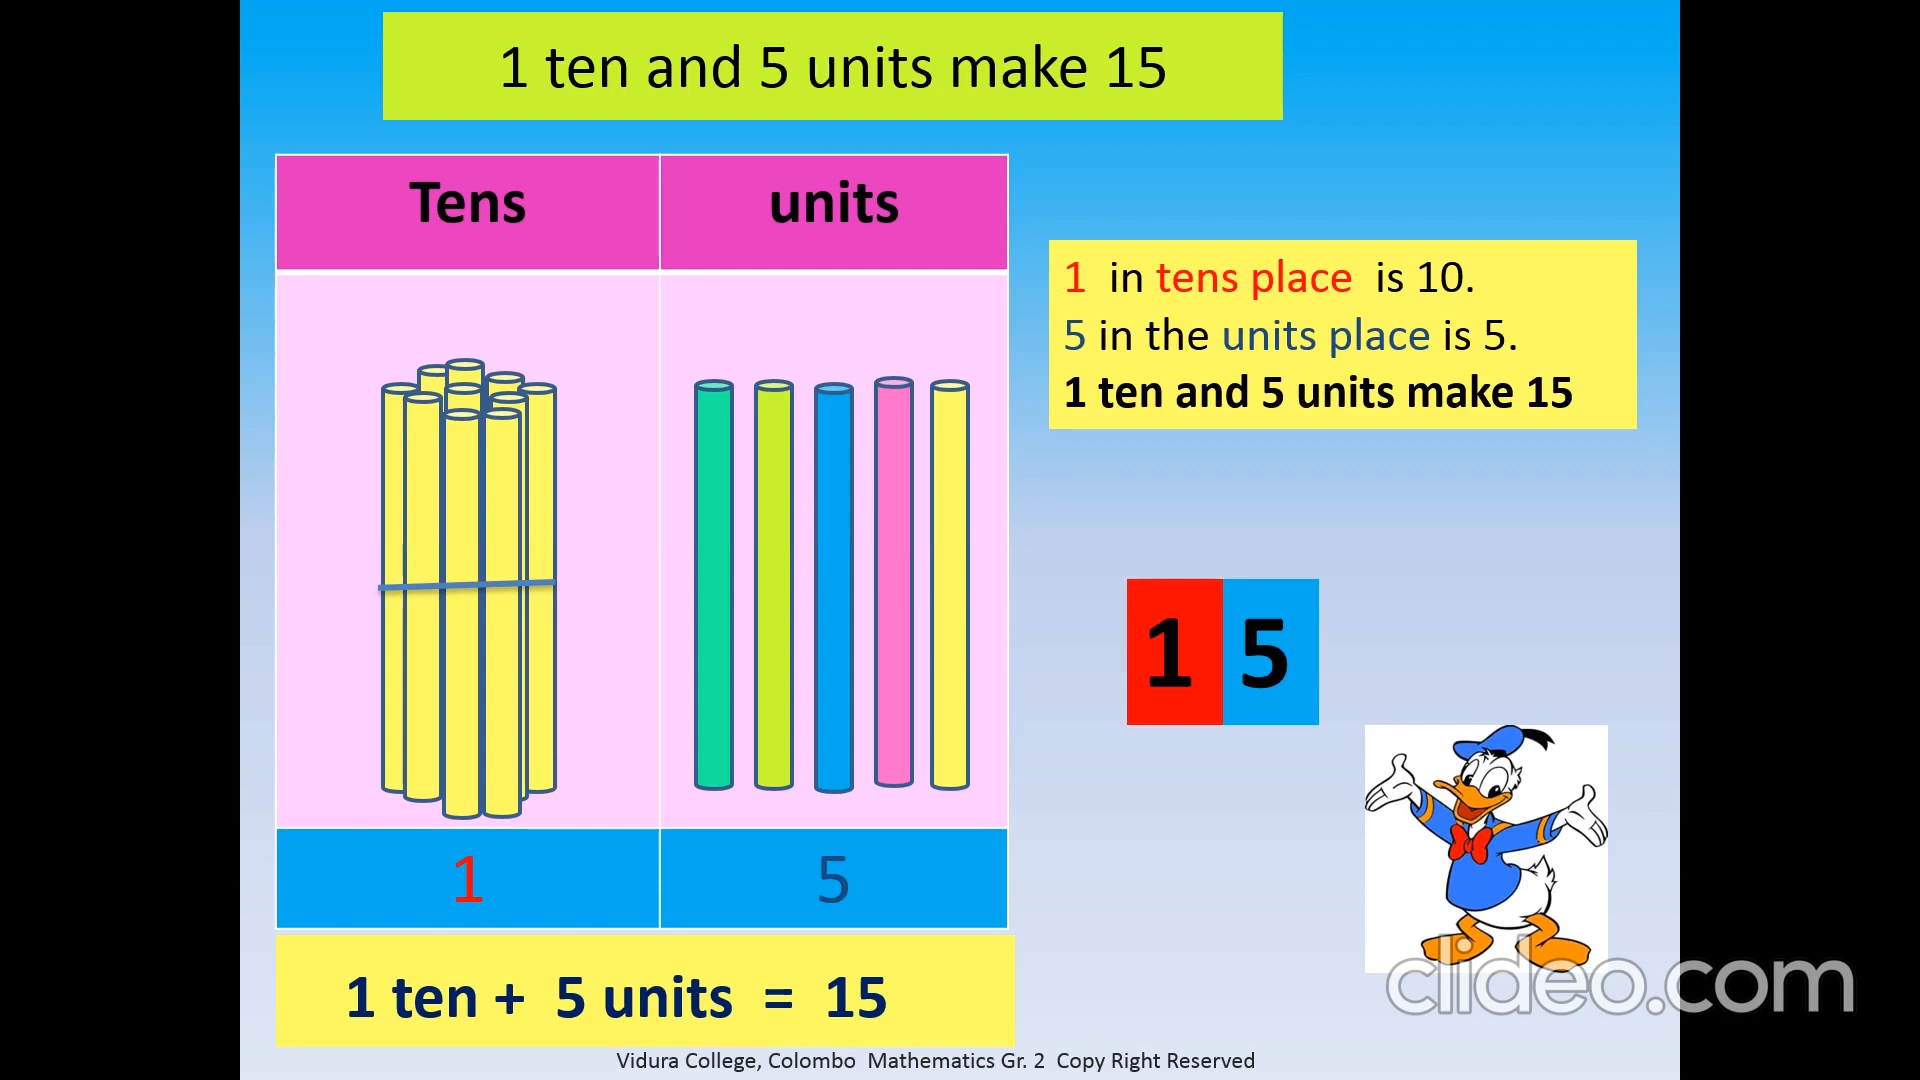 1 ten and 5 units make 15
Tens units
1 in tens place is 10.
5 in the units place is 5.
1 ten and 5 units make 15
1 5
1 5
1 ten + 5 units = 15
clideo.com
Vidura College, Colombo Mathematics Gr. 2 Copy Right Reserved